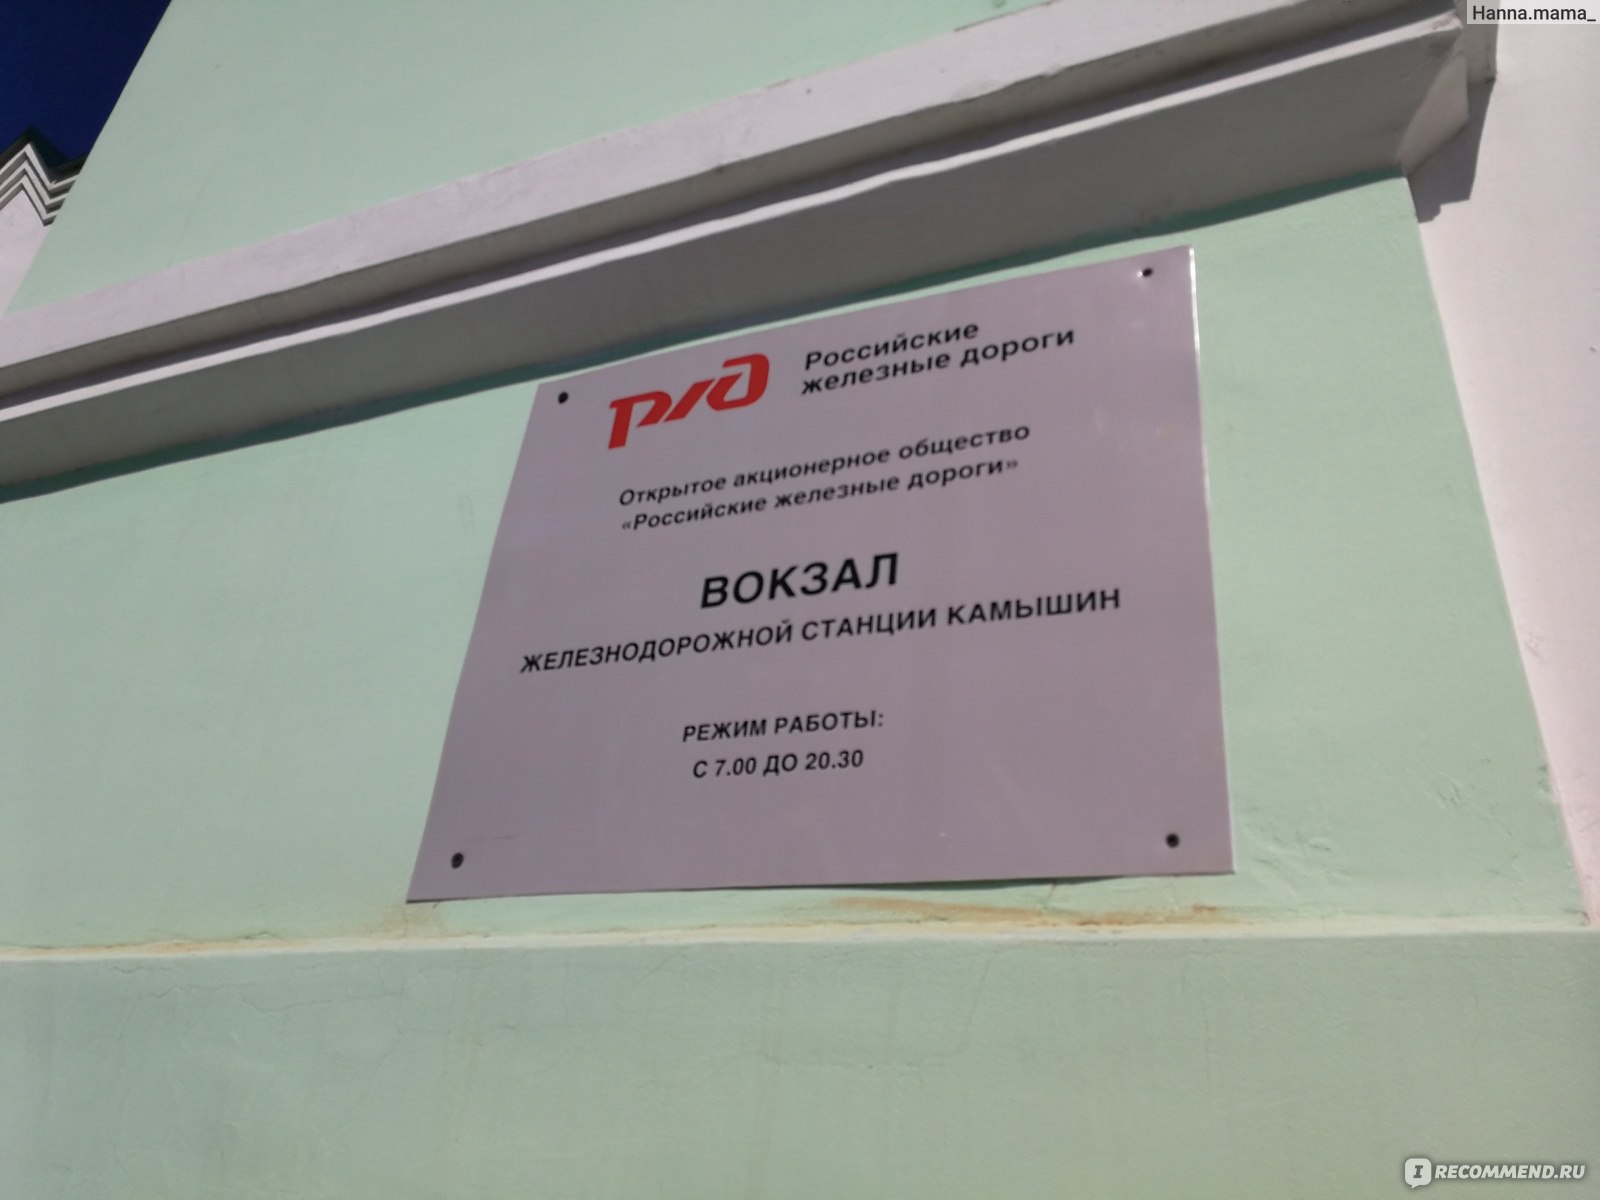 Hanna.mama_
ржд
Российские
железные дороги
Открытое акционерное общество
«Российские железные дороги»
ВОКЗАЛ
ЖЕЛЕЗНОДОРОЖНОЙ СТАНЦИИ КАМЫШИН
РЕЖИМ РАБОТЫ:
С 7.00 ДО 20.30
IRECOMMEND.RU